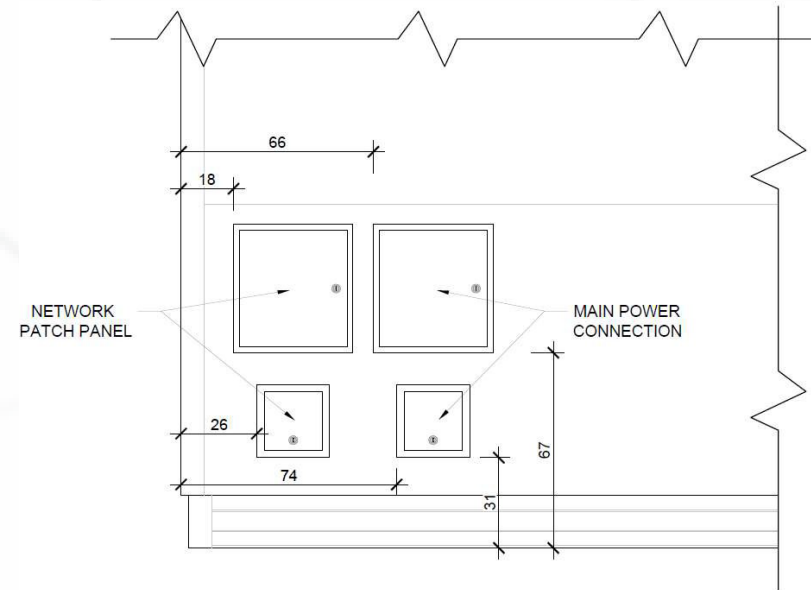 66
18
NETWORK
PATCH PANEL
MAIN POWER
CONNECTION
26
67
74
31